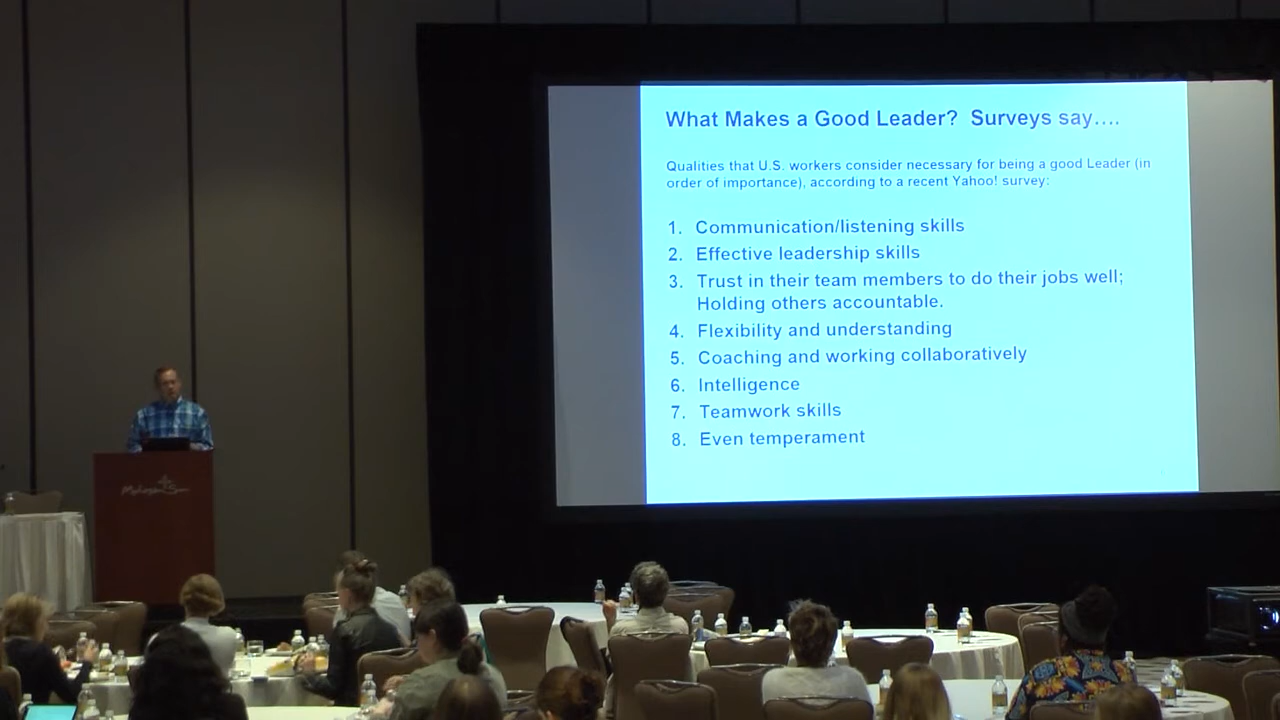 What Makes a Good Leader? Surveys say....
Qualities that U.S. workers consider necessary for being a good Leader (in
order of importance), according to a recent Yahoo! survey:
1. Communication/listening skills
2. Effective leadership skills
3. Trust in their team members to do their jobs well;
Holding others accountable.
4. Flexibility and understanding
5. Coaching and working collaboratively
6. Intelligence
7. Teamwork skills
8. Even temperament
Mohegan Sun